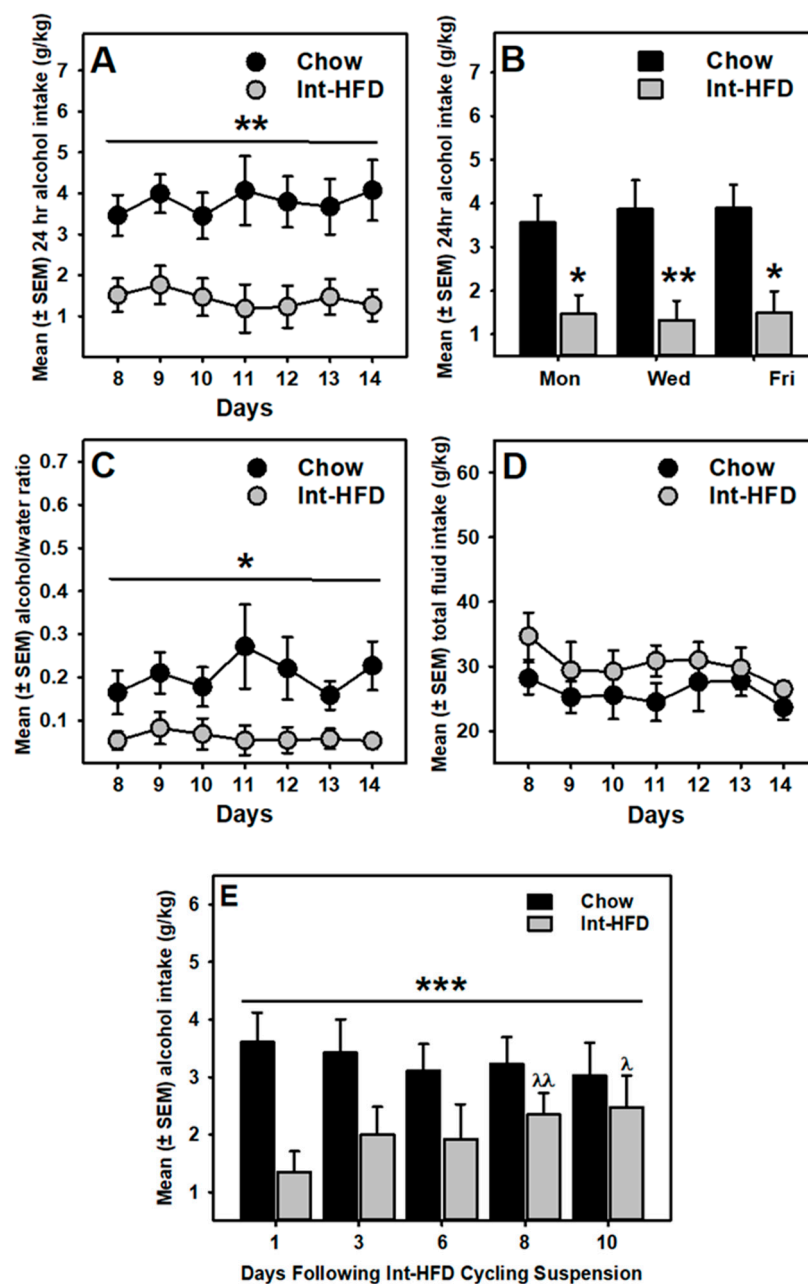 A
Chow
Int-HFD
**
Mean (± SEM) 24 hr alcohol intake (g/kg)
7
6
5
4
3
2
1
8 9 10 11 12 13 14
Days
B
Chow
Int-HFD
Mean (± SEM) 24hr alcohol intake (g/kg)
7
6
5
4
3
2
1
* ** *
Mon Wed Fri
C
Chow
Int-HFD
*
Mean (± SEM) alcohol/water ratio
0.7
0.6
0.5
0.4
0.3
0.2
0.1
8 9 10 11 12 13 14
Days
D
Chow
Int-HFD
Mean (± SEM) total fluid intake (g/kg)
60
50
40
30
20
8 9 10 11 12 13 14
Days
E
Chow
Int-HFD
***
Mean (± SEM) alcohol intake (g/kg)
6
5
4
3
2
1
λλ λ
1 3 6 8 10
Days Following Int-HFD Cycling Suspension